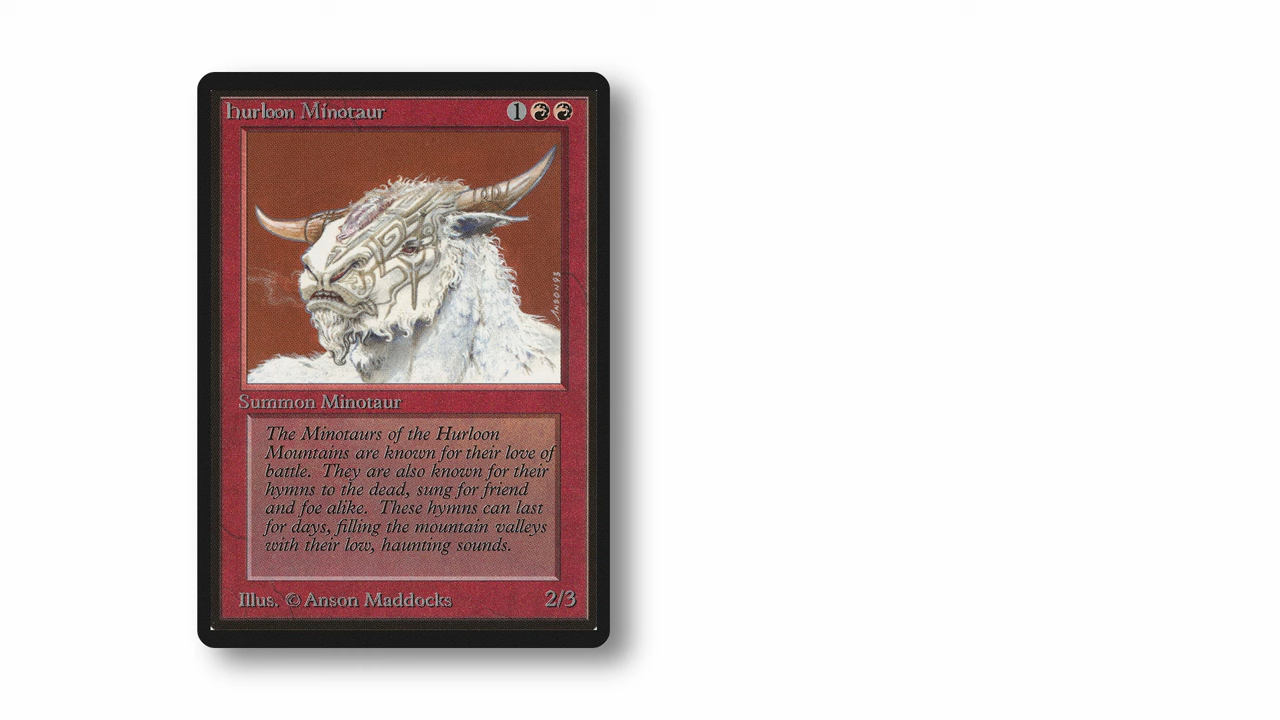 Hurloon Minotaur 1
ANSON93
Summon Minotaur
The Minotaurs of the Hurloon
Mountains are known for their love of
battle. They are also known for their
hymns to the dead, sung for friend
and foe alike. These hymns can last
for days, filling the mountain valleys
with their low, haunting sounds.
Illus. © Anson Maddocks 2/3